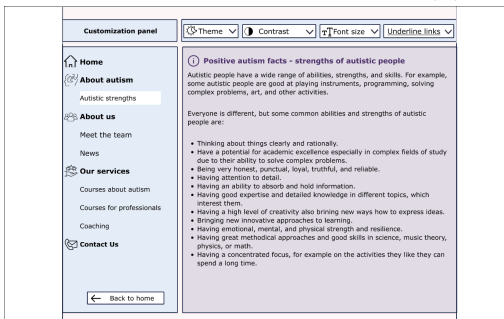 Customization panel
Theme
Contrast
Font size
Underline links
Home
About autism
Autistic strengths
About us
Meet the team
News
Our services
Courses about autism
Courses for professionals
Coaching
Contact Us
Back to home
Positive autism facts - strengths of autistic people
Autistic people have a wide range of abilities, strengths, and skills. For example,
some autistic people are good at playing instruments, programming, solving
complex problems, art, and other activities.
Everyone is different, but some common abilities and strengths of autistic
people are:
• Thinking about things clearly and rationally.
• Have a potential for academic excellence especially in complex fields of study
due to their ability to solve complex problems.
• Being very honest, punctual, loyal, truthful, and reliable.
• Having attention to detail.
• Having an ability to absorb and hold information.
• Having good expertise and detailed knowledge in different topics, which
interest them.
• Having a high level of creativity also brining new ways how to express ideas.
• Bringing new innovative approaches to learning.
• Having emotional, mental, and physical strength and resilience.
• Having great methodical approaches and good skills in science, music theory,
physics, or math.
• Having a concentrated focus, for example on the activities they like they can
spend a long time.